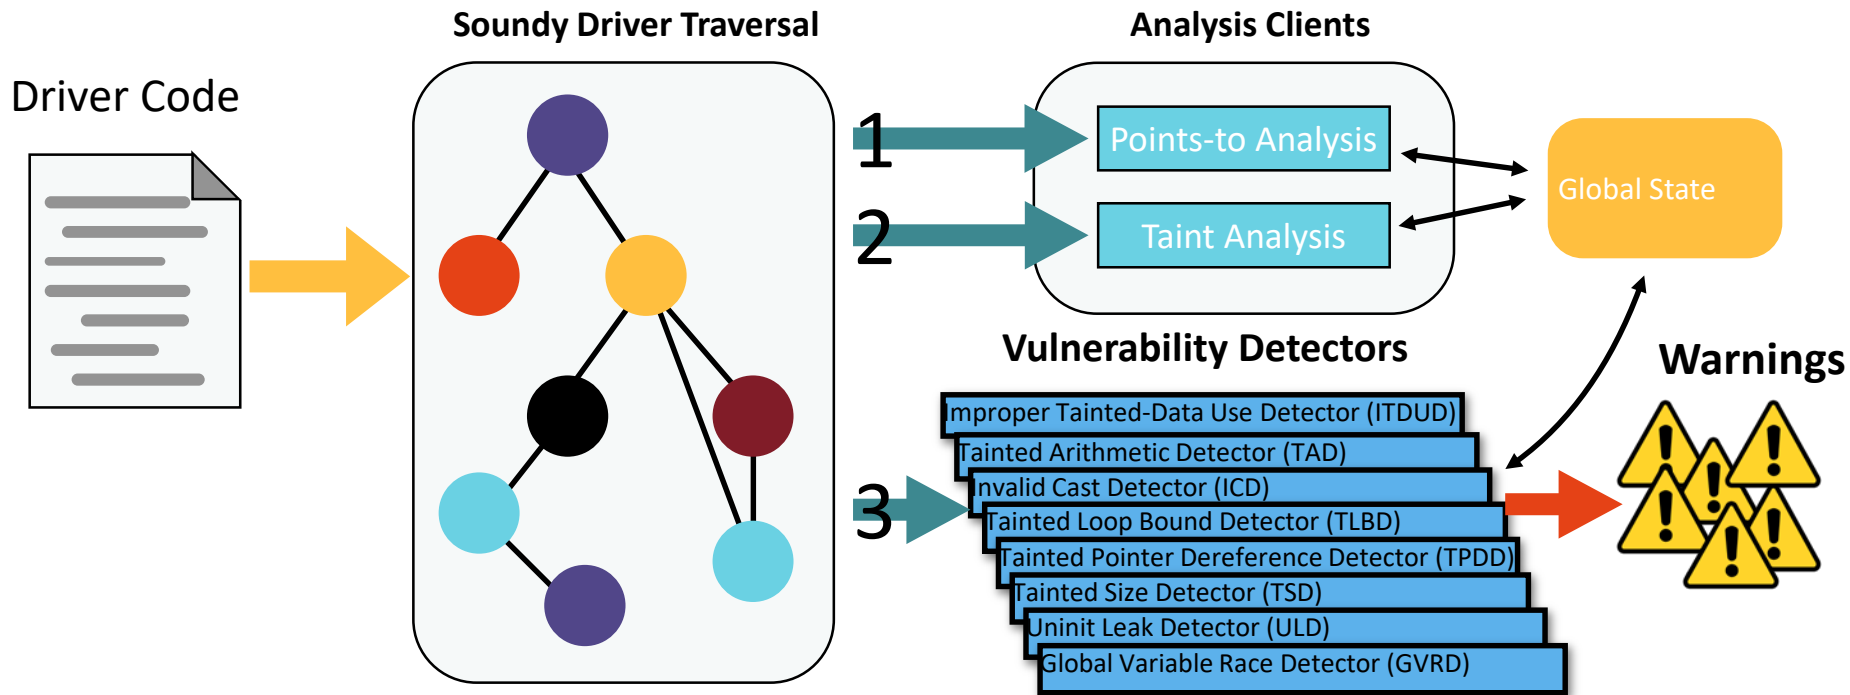 Soundy Driver Traversal
Analysis Clients
Driver Code
1
Points-to Analysis
Global State
2
Taint Analysis
Vulnerability Detectors
Warnings
Improper Tainted-Data Use Detector (ITDUD)
Tainted Arithmetic Detector (TAD)
Invalid Cast Detector (ICD)
3
Tainted Loop Bound Detector (TLBD)
Tainted Pointer Dereference Detector (TPDD)
Tainted Size Detector (TSD)
Uninit Leak Detector (ULD)
Global Variable Race Detector (GVRD)